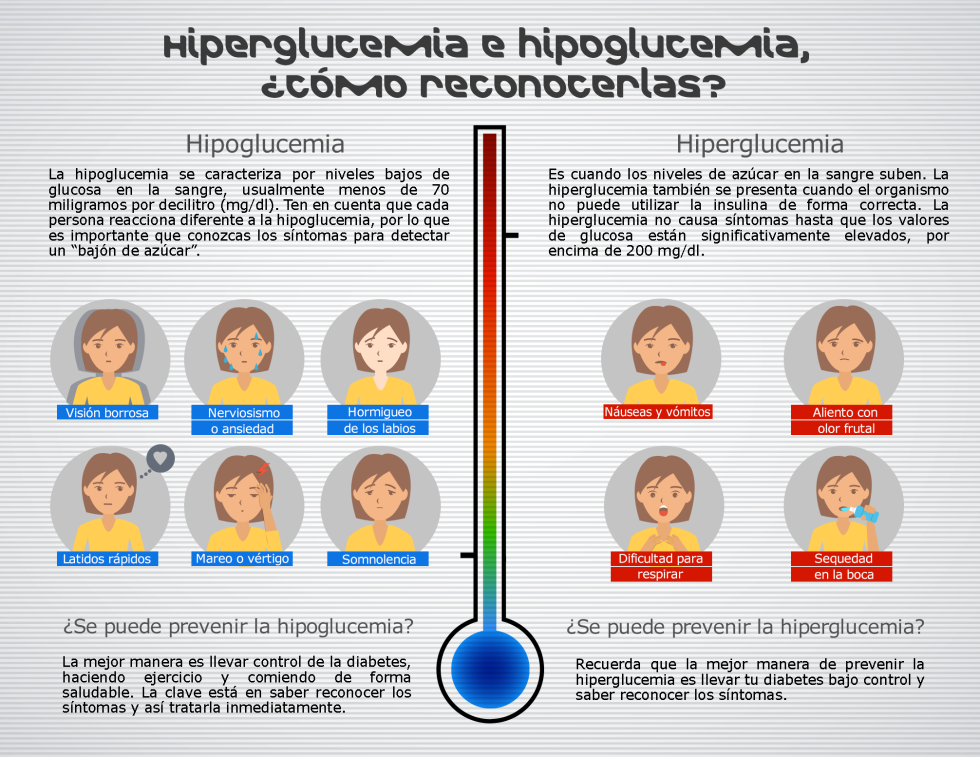 Hiperglucemia e hipoglucemia,
¿cómo reconocerlas?
Hipoglucemia
La hipoglucemia se caracteriza por niveles bajos de
glucosa en la sangre, usualmente menos de 70
miligramos por decilitro (mg/dl). Ten en cuenta que cada
persona reacciona diferente a la hipoglucemia, por lo que
es importante que conozcas los síntomas para detectar
un “bajón de azúcar”.
Visión borrosa
Nerviosismo
o ansiedad
Hormigueo
de los labios
Latidos rápidos
Mareo o vértigo
Somnolencia
¿Se puede prevenir la hipoglucemia?
La mejor manera es llevar control de la diabetes,
haciendo ejercicio y comiendo de forma
saludable. La clave está en saber reconocer los
síntomas y así tratarla inmediatamente.
Hiperglucemia
Es cuando los niveles de azúcar en la sangre suben. La
hiperglucemia también se presenta cuando el organismo
no puede utilizar la insulina de forma correcta. La
hiperglucemia no causa síntomas hasta que los valores
de glucosa están significativamente elevados, por
encima de 200 mg/dl.
Náuseas y vómitos
Aliento con
olor frutal
Dificultad para
respirar
Sequedad
en la boca
¿Se puede prevenir la hiperglucemia?
Recuerda que la mejor manera de prevenir la
hiperglucemia es llevar tu diabetes bajo control y
saber reconocer los síntomas.